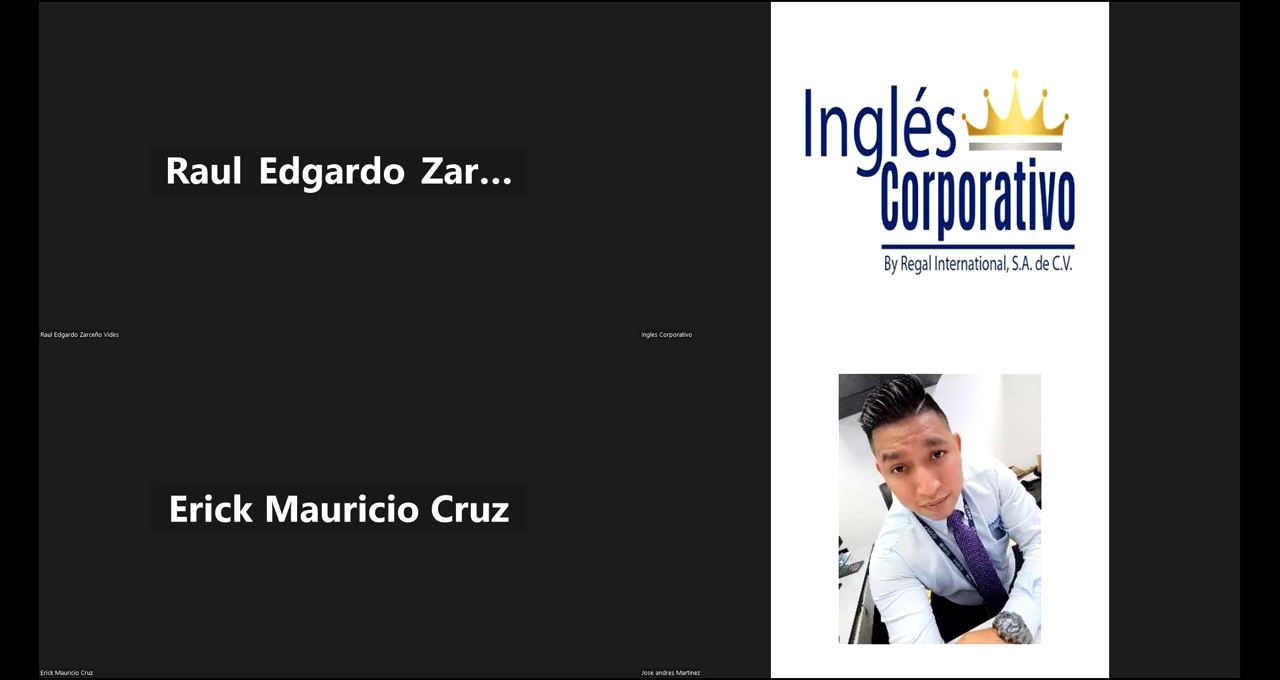 Raul Edgardo Zar...
Raul Edgardo Zarceño Vides
Inglés
Corporativo
By Regal International, S.A. de C.V.
Ingles Corporativo
Erick Mauricio Cruz
Erick Mauricio Cruz
Jose andres Martinez